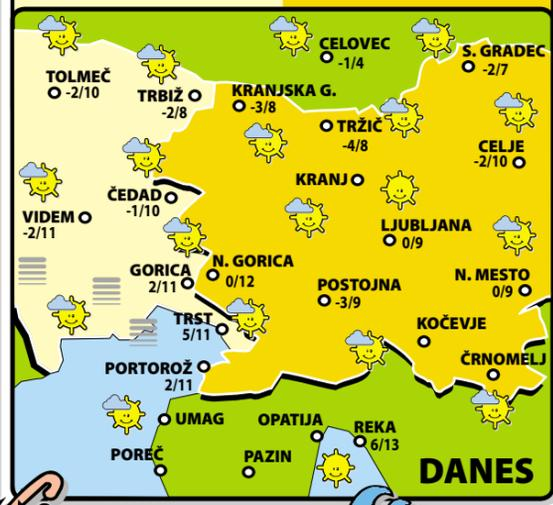 CELOVEC
-1/4
S. GRADEC
-2/7
TOLMEČ
-2/10
TRBIŽ
-2/8
KRANJSKA G.
-3/8
TRŽIČ
-4/8
CELJE
-2/10
KRANJ
ČEDAD
-1/10
VIDEM
-2/11
LJUBLJANA
0/9
N. GORICA
0/12
GORICA
2/11
POSTOJNA
-3/9
N. MESTO
0/9
TRST
5/11
KOČEVJE
ČRNOMELJ
PORTOROŽ
2/11
UMAG
OPATIJA
REKA
6/13
POREČ
PAZIN
DANES